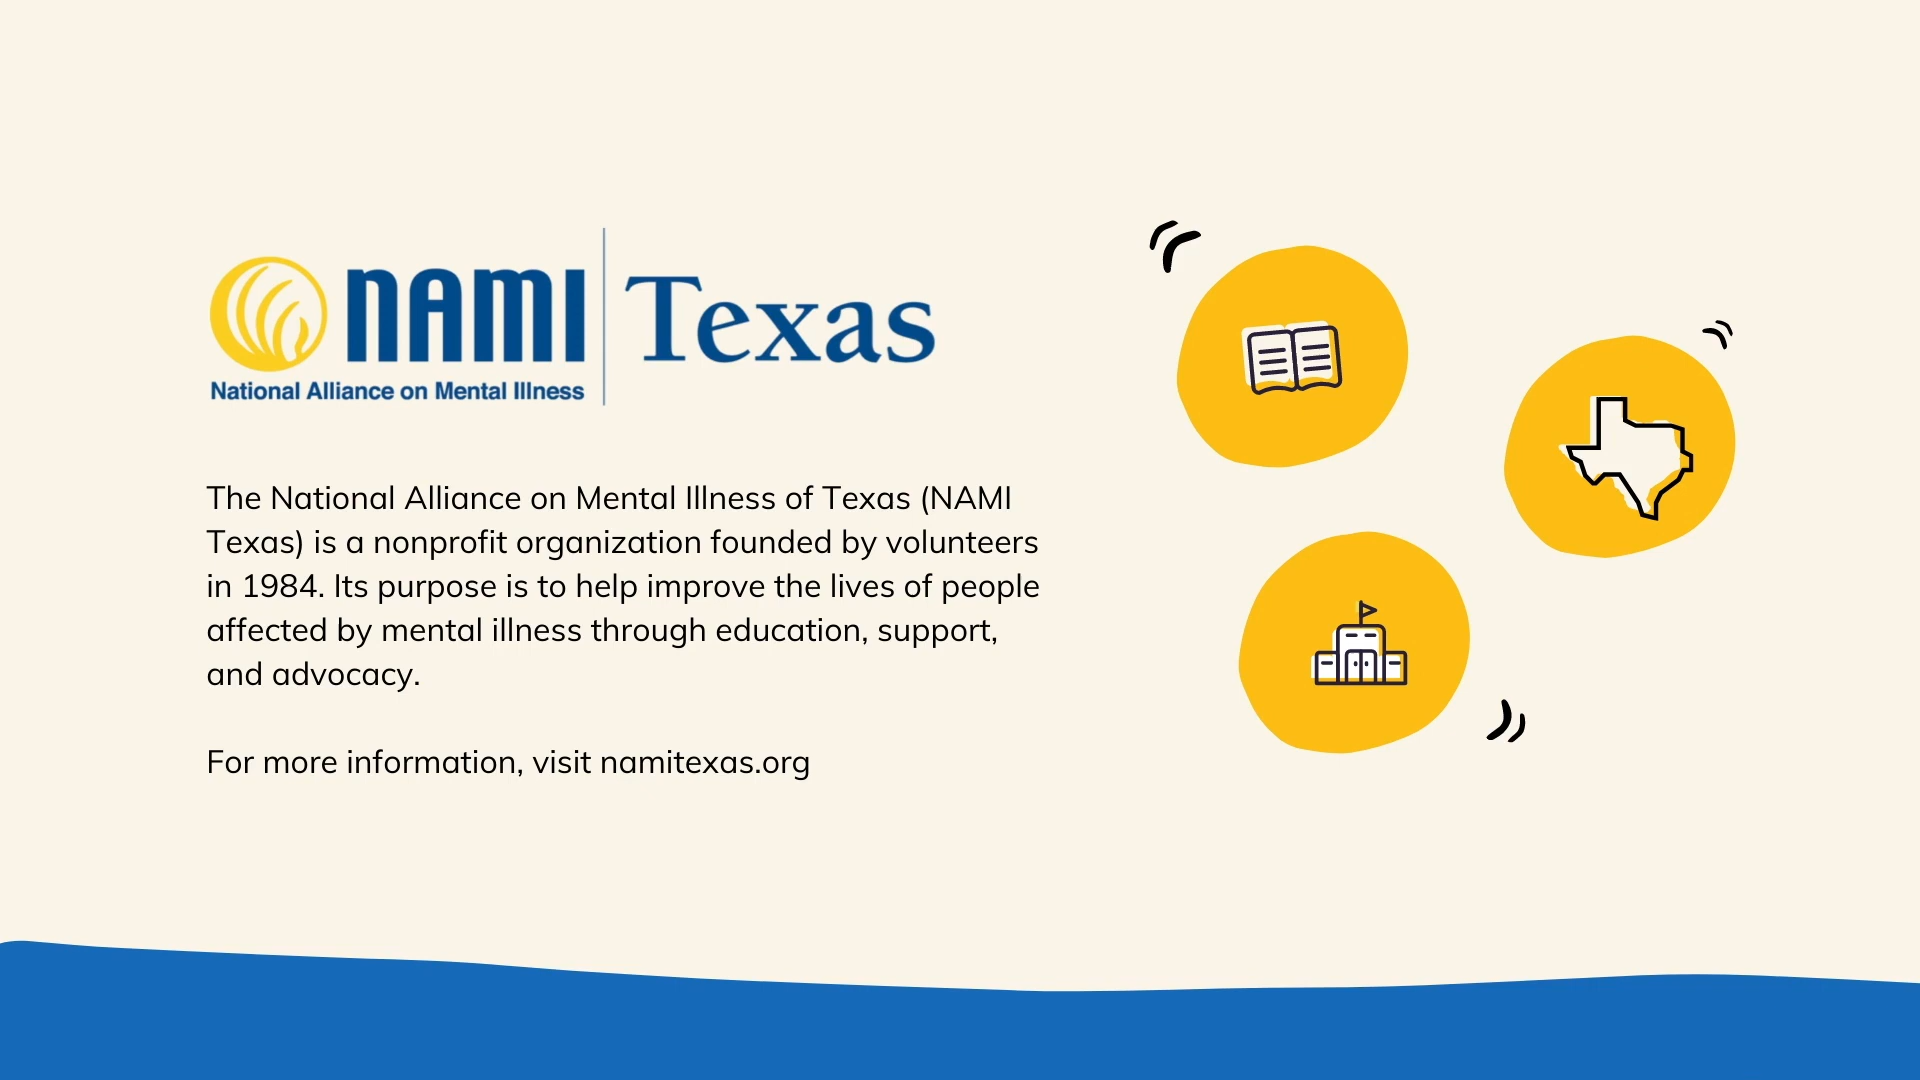 NAMI Texas
National Alliance on Mental Illness
The National Alliance on Mental Illness of Texas (NAMI
Texas) is a nonprofit organization founded by volunteers
in 1984. Its purpose is to help improve the lives of people
affected by mental illness through education, support,
and advocacy.
For more information, visit namitexas.org